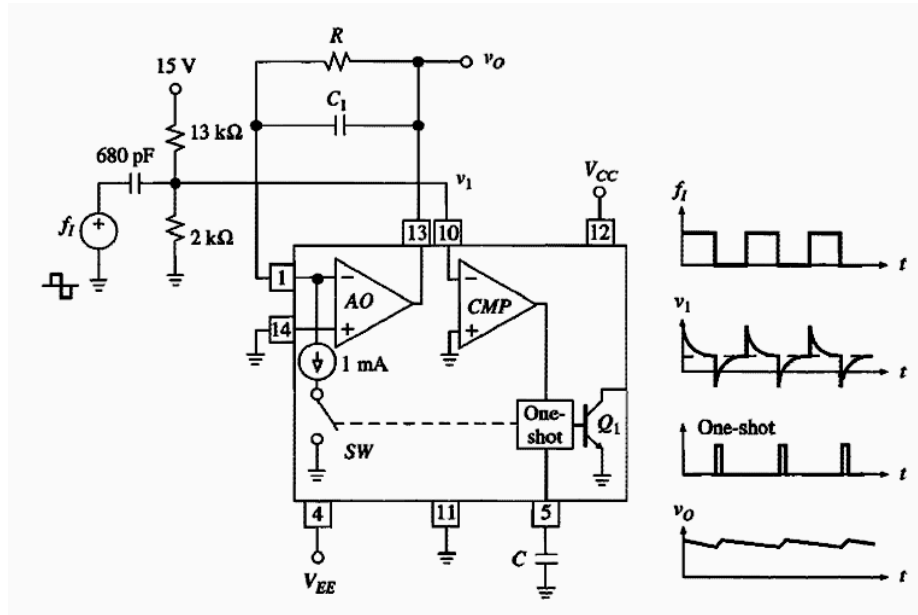 R
v_O
15 V
C_1
13 kΩ
680 pF
v_1
V_CC
f_I
+
2 kΩ
13
10
12
1
−
AO
+
14
1 mA
−
CMP
+
One-
shot
Q_1
SW
4
11
5
V_EE
C
f_I
t
v_1
t
One-shot
t
v_O
t